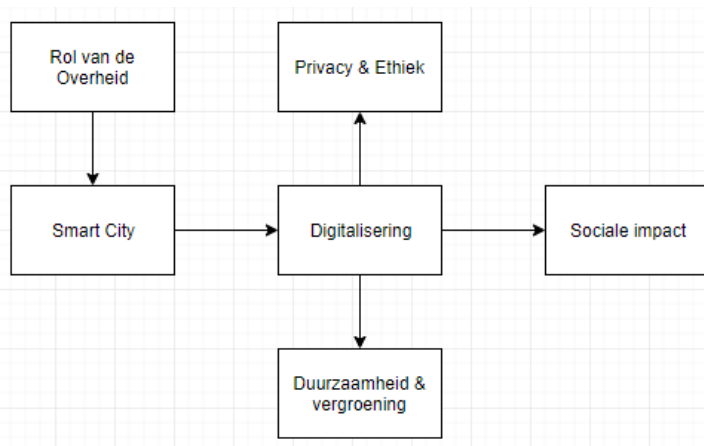 Rol van de
Overheid
Privacy & Ethiek
Smart City
Digitalisering
Sociale impact
Duurzaamheid &
vergroening